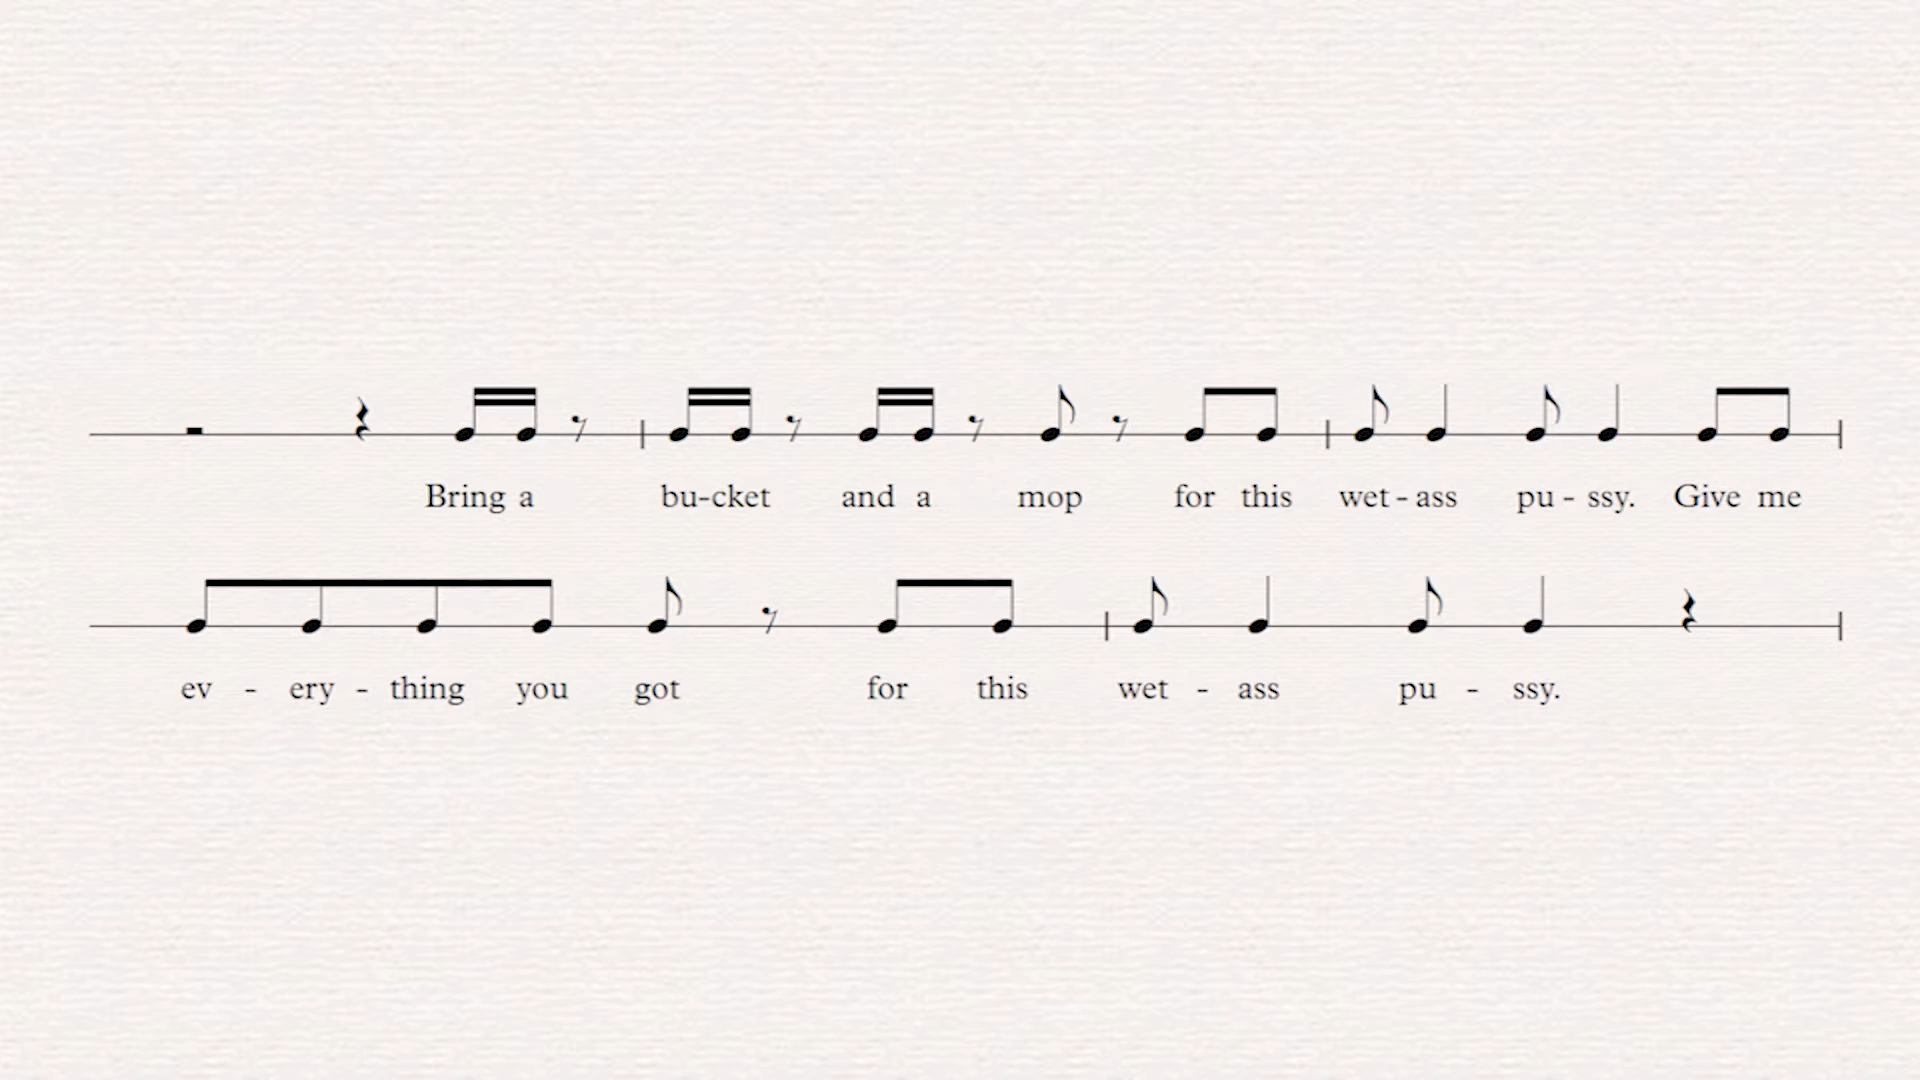 Bring a bu-cket and a mop for this wet-ass pu-ssy. Give me
ev - ery - thing you got for this wet - ass pu - ssy.